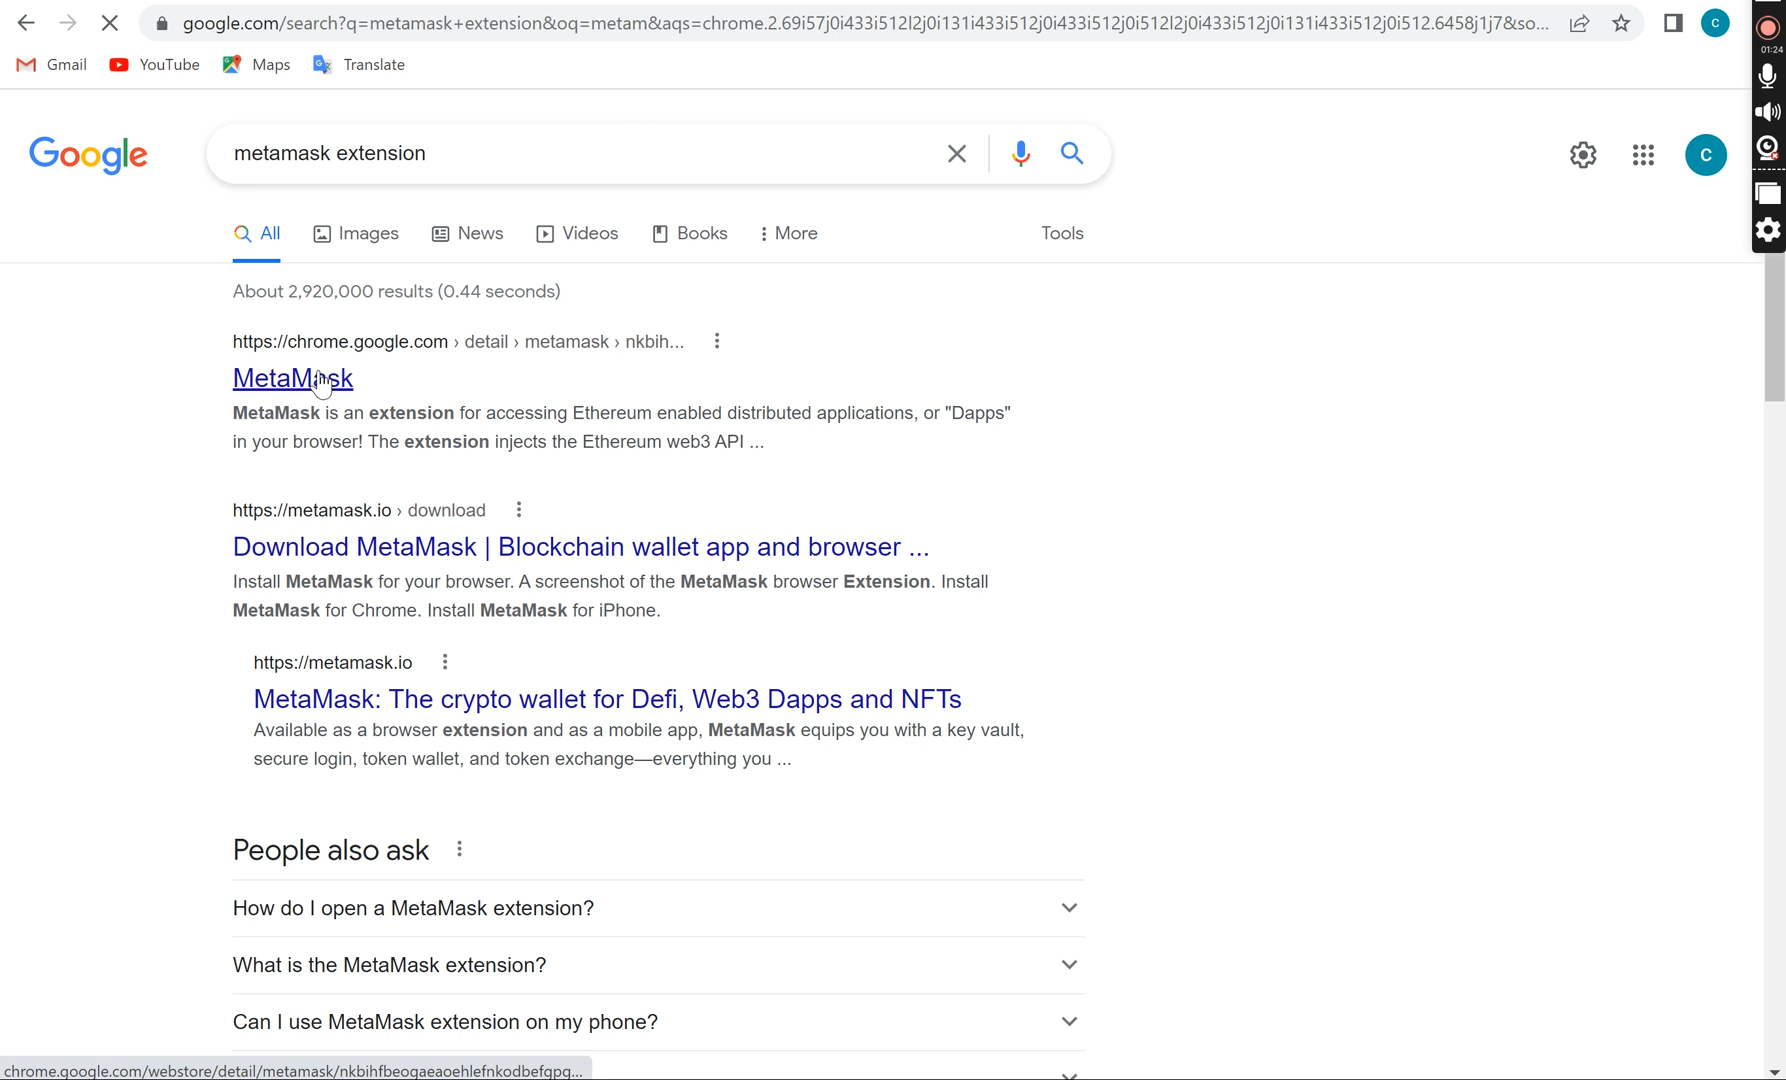 google.com/search?q=metamask+extension&oq=metam&aqs=chrome.2.69i57j0i433i512l2j0i131i433i512j0i433i512j0i512l2j0i433i512j0i131i433i512j0i512.6458j1j7&so...
C
01:24
Gmail
YouTube
Maps
Translate
Google
metamask extension
C
All
Images
News
Videos
Books
More
Tools
About 2,920,000 results (0.44 seconds)
https://chrome.google.com › detail › metamask › nkbih...
MetaMask
MetaMask is an extension for accessing Ethereum enabled distributed applications, or "Dapps"
in your browser! The extension injects the Ethereum web3 API ...
https://metamask.io › download
Download MetaMask | Blockchain wallet app and browser ...
Install MetaMask for your browser. A screenshot of the MetaMask browser Extension. Install
MetaMask for Chrome. Install MetaMask for iPhone.
https://metamask.io
MetaMask: The crypto wallet for Defi, Web3 Dapps and NFTs
Available as a browser extension and as a mobile app, MetaMask equips you with a key vault,
secure login, token wallet, and token exchange—everything you ...
People also ask
How do I open a MetaMask extension?
What is the MetaMask extension?
Can I use MetaMask extension on my phone?
chrome.google.com/webstore/detail/metamask/nkbihfbeogaeaoehlefnkodbefgpg...